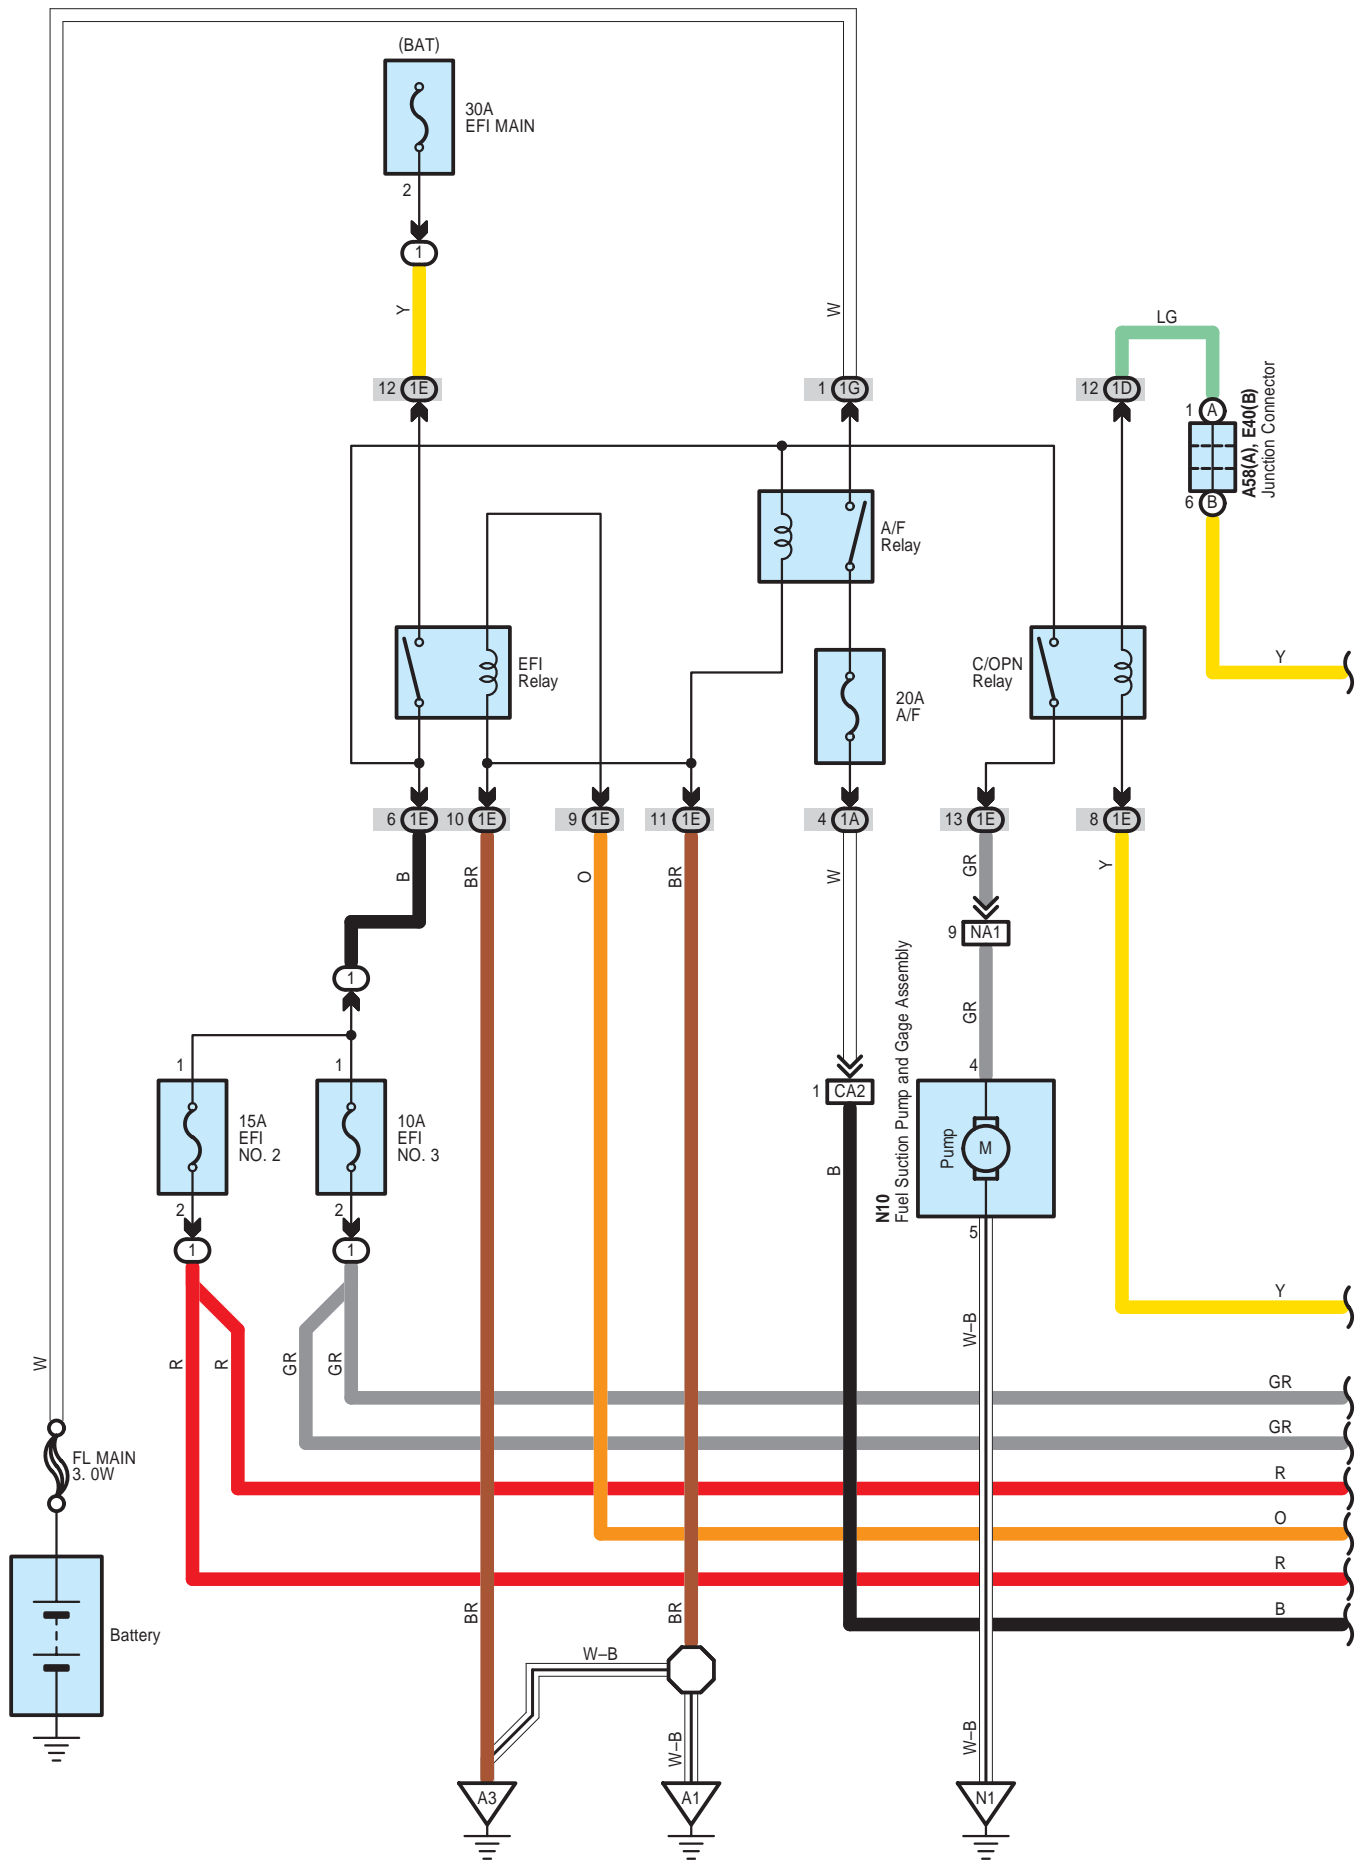 (BAT)
30A
EFI MAIN
2
1
Y
W
LG
12 1E
1 1G
12 1D
1 A
A58(A), E40(B)
Junction Connector
6 B
A/F
Relay
EFI
Relay
C/OPN
Relay
20A
A/F
Y
6 1E
10 1E
9 1E
11 1E
4 1A
13 1E
8 1E
B
BR
O
BR
W
GR
Y
9 NA1
1
GR
N10
Fuel Suction Pump and Gage Assembly
1
1
4
1 CA2
15A
EFI
NO. 2
10A
EFI
NO. 3
B
Pump
M
2
2
5
1
1
Y
W
R
R
GR
GR
W–B
GR
GR
FL MAIN
3. 0W
R
O
R
BR
BR
B
Battery
W–B
W–B
W–B
A3
A1
N1